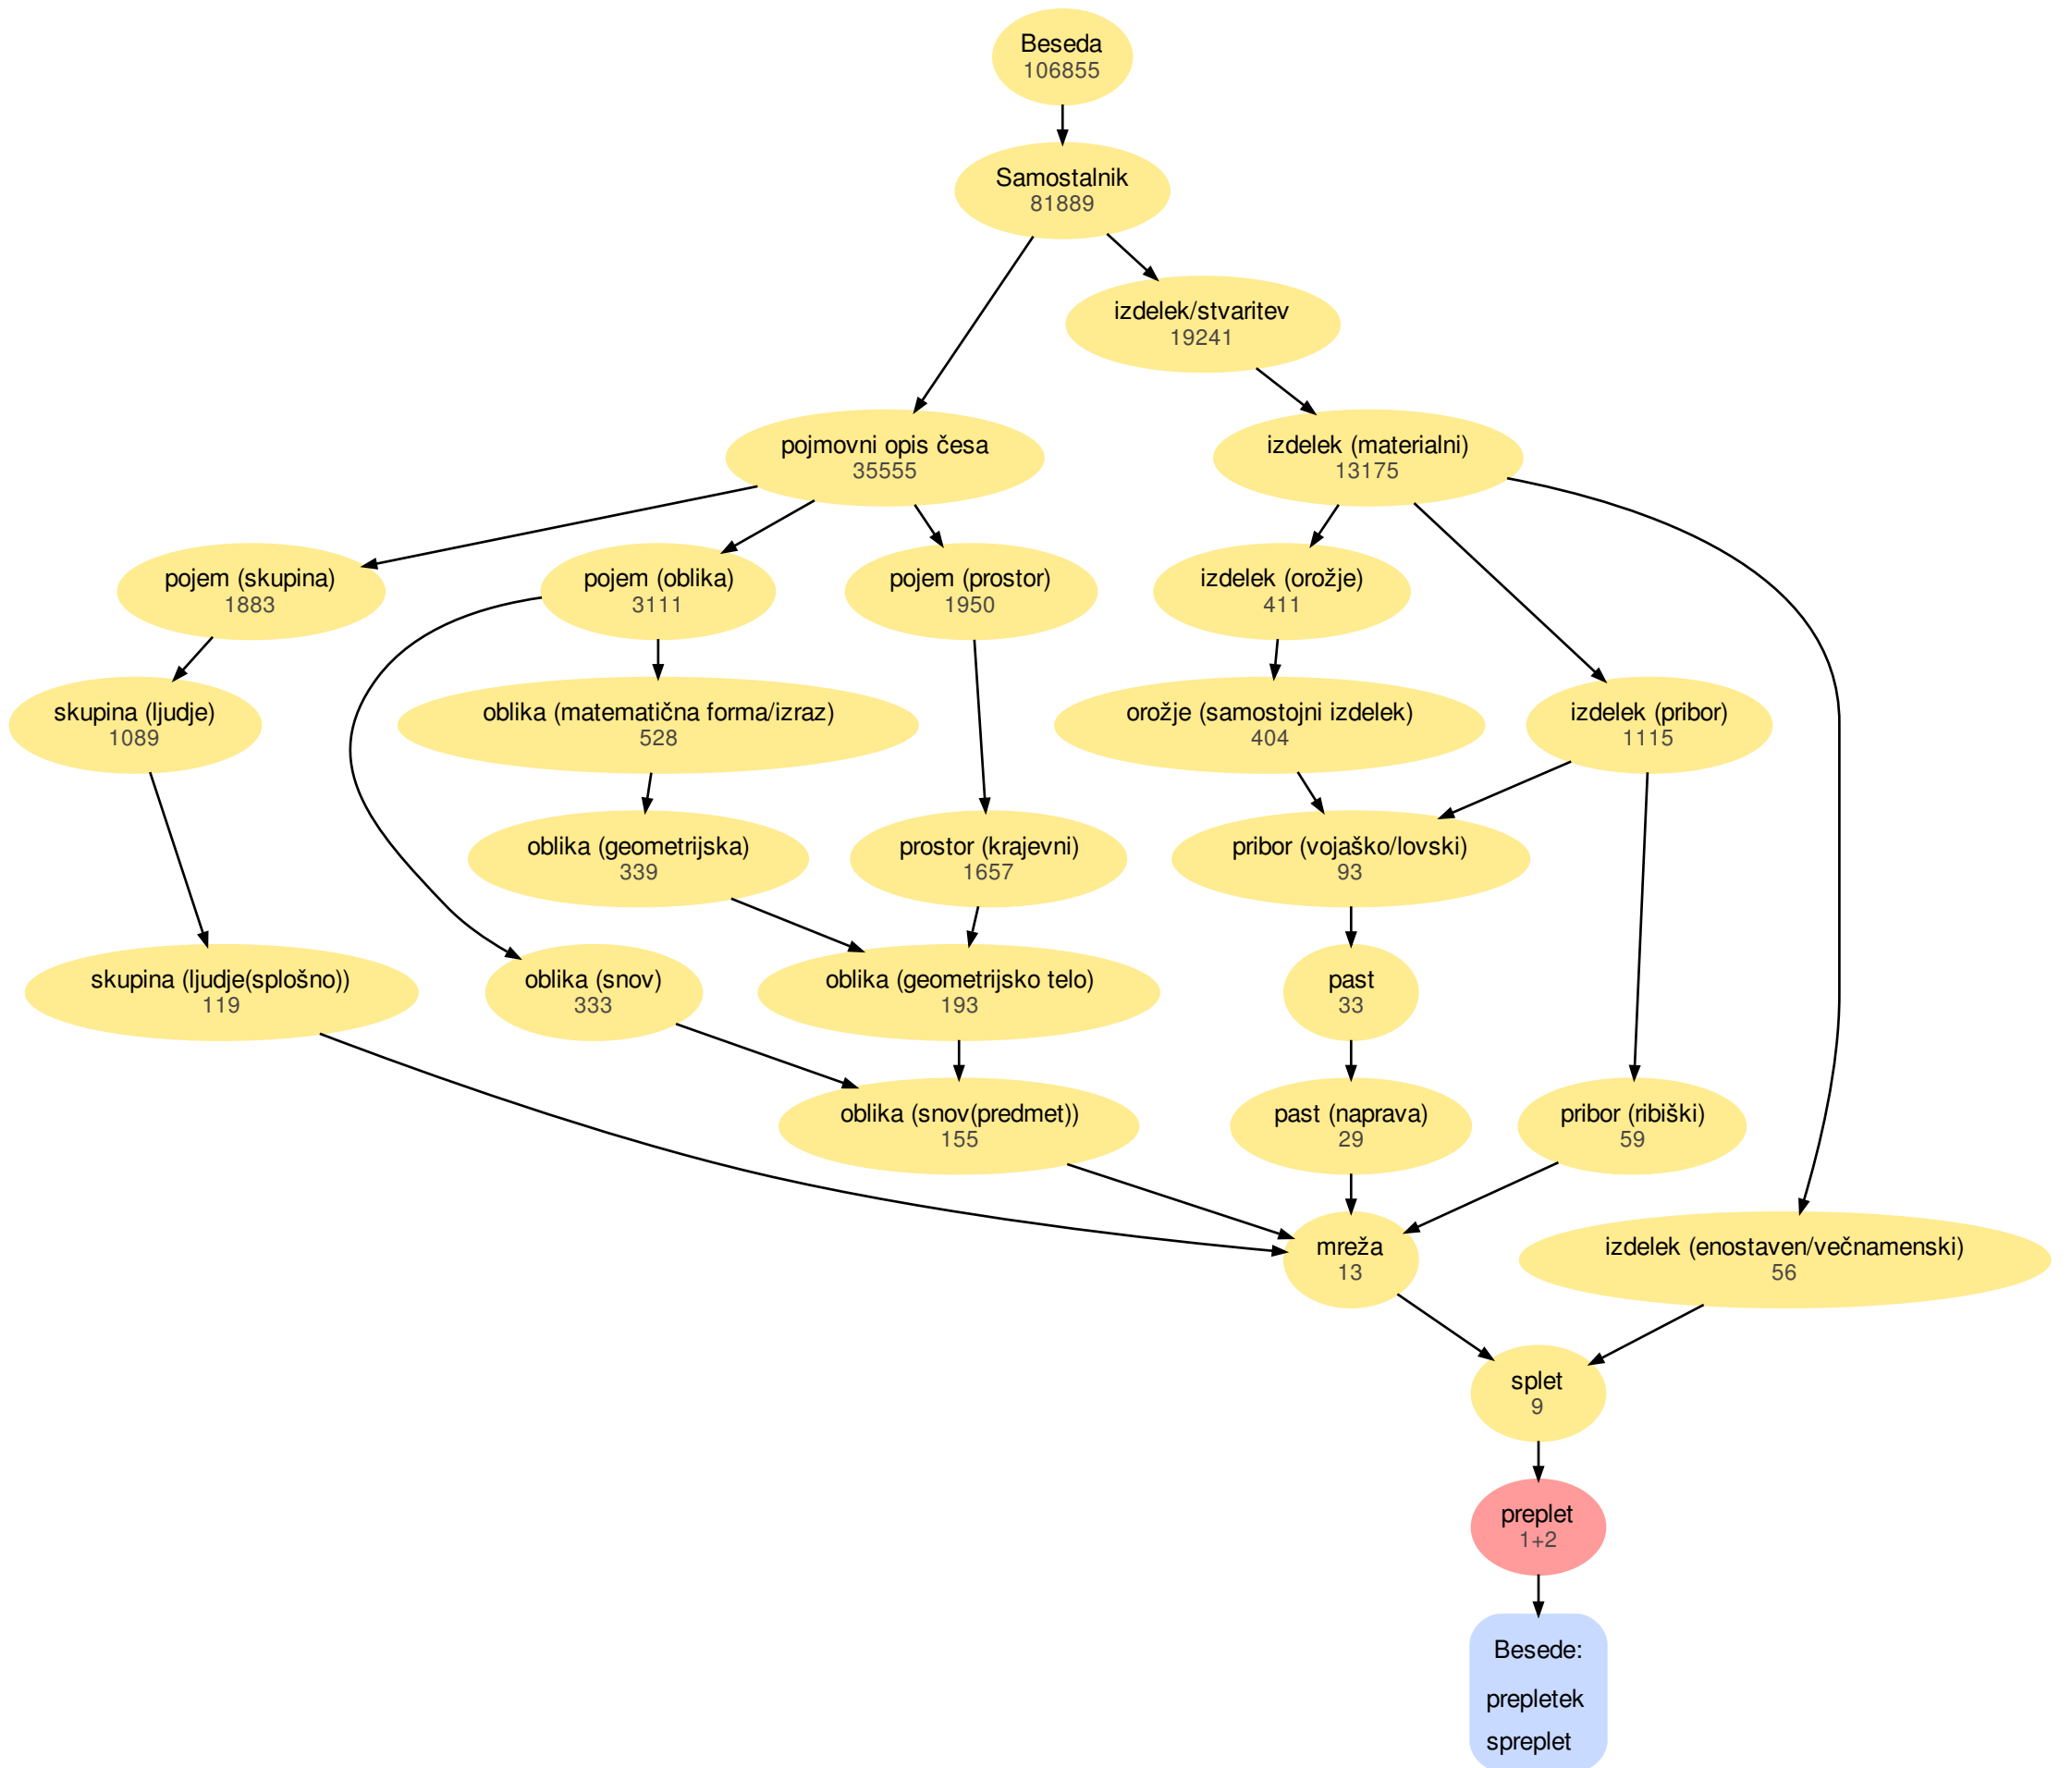 Beseda
106855
Samostalnik
81889
izdelek/stvaritev
19241
pojmovni opis česa
35555
izdelek (materialni)
13175
pojem (skupina)
1883
pojem (oblika)
3111
pojem (prostor)
1950
izdelek (orožje)
411
skupina (ljudje)
1089
oblika (matematična forma/izraz)
528
orožje (samostojni izdelek)
404
izdelek (pribor)
1115
oblika (geometrijska)
339
prostor (krajevni)
1657
pribor (vojaško/lovski)
93
skupina (ljudje(splošno))
119
oblika (snov)
333
oblika (geometrijsko telo)
193
past
33
oblika (snov(predmet))
155
past (naprava)
29
pribor (ribiški)
59
mreža
13
izdelek (enostaven/večnamenski)
56
splet
9
preplet
1+2
Besede:
prepletek
spreplet